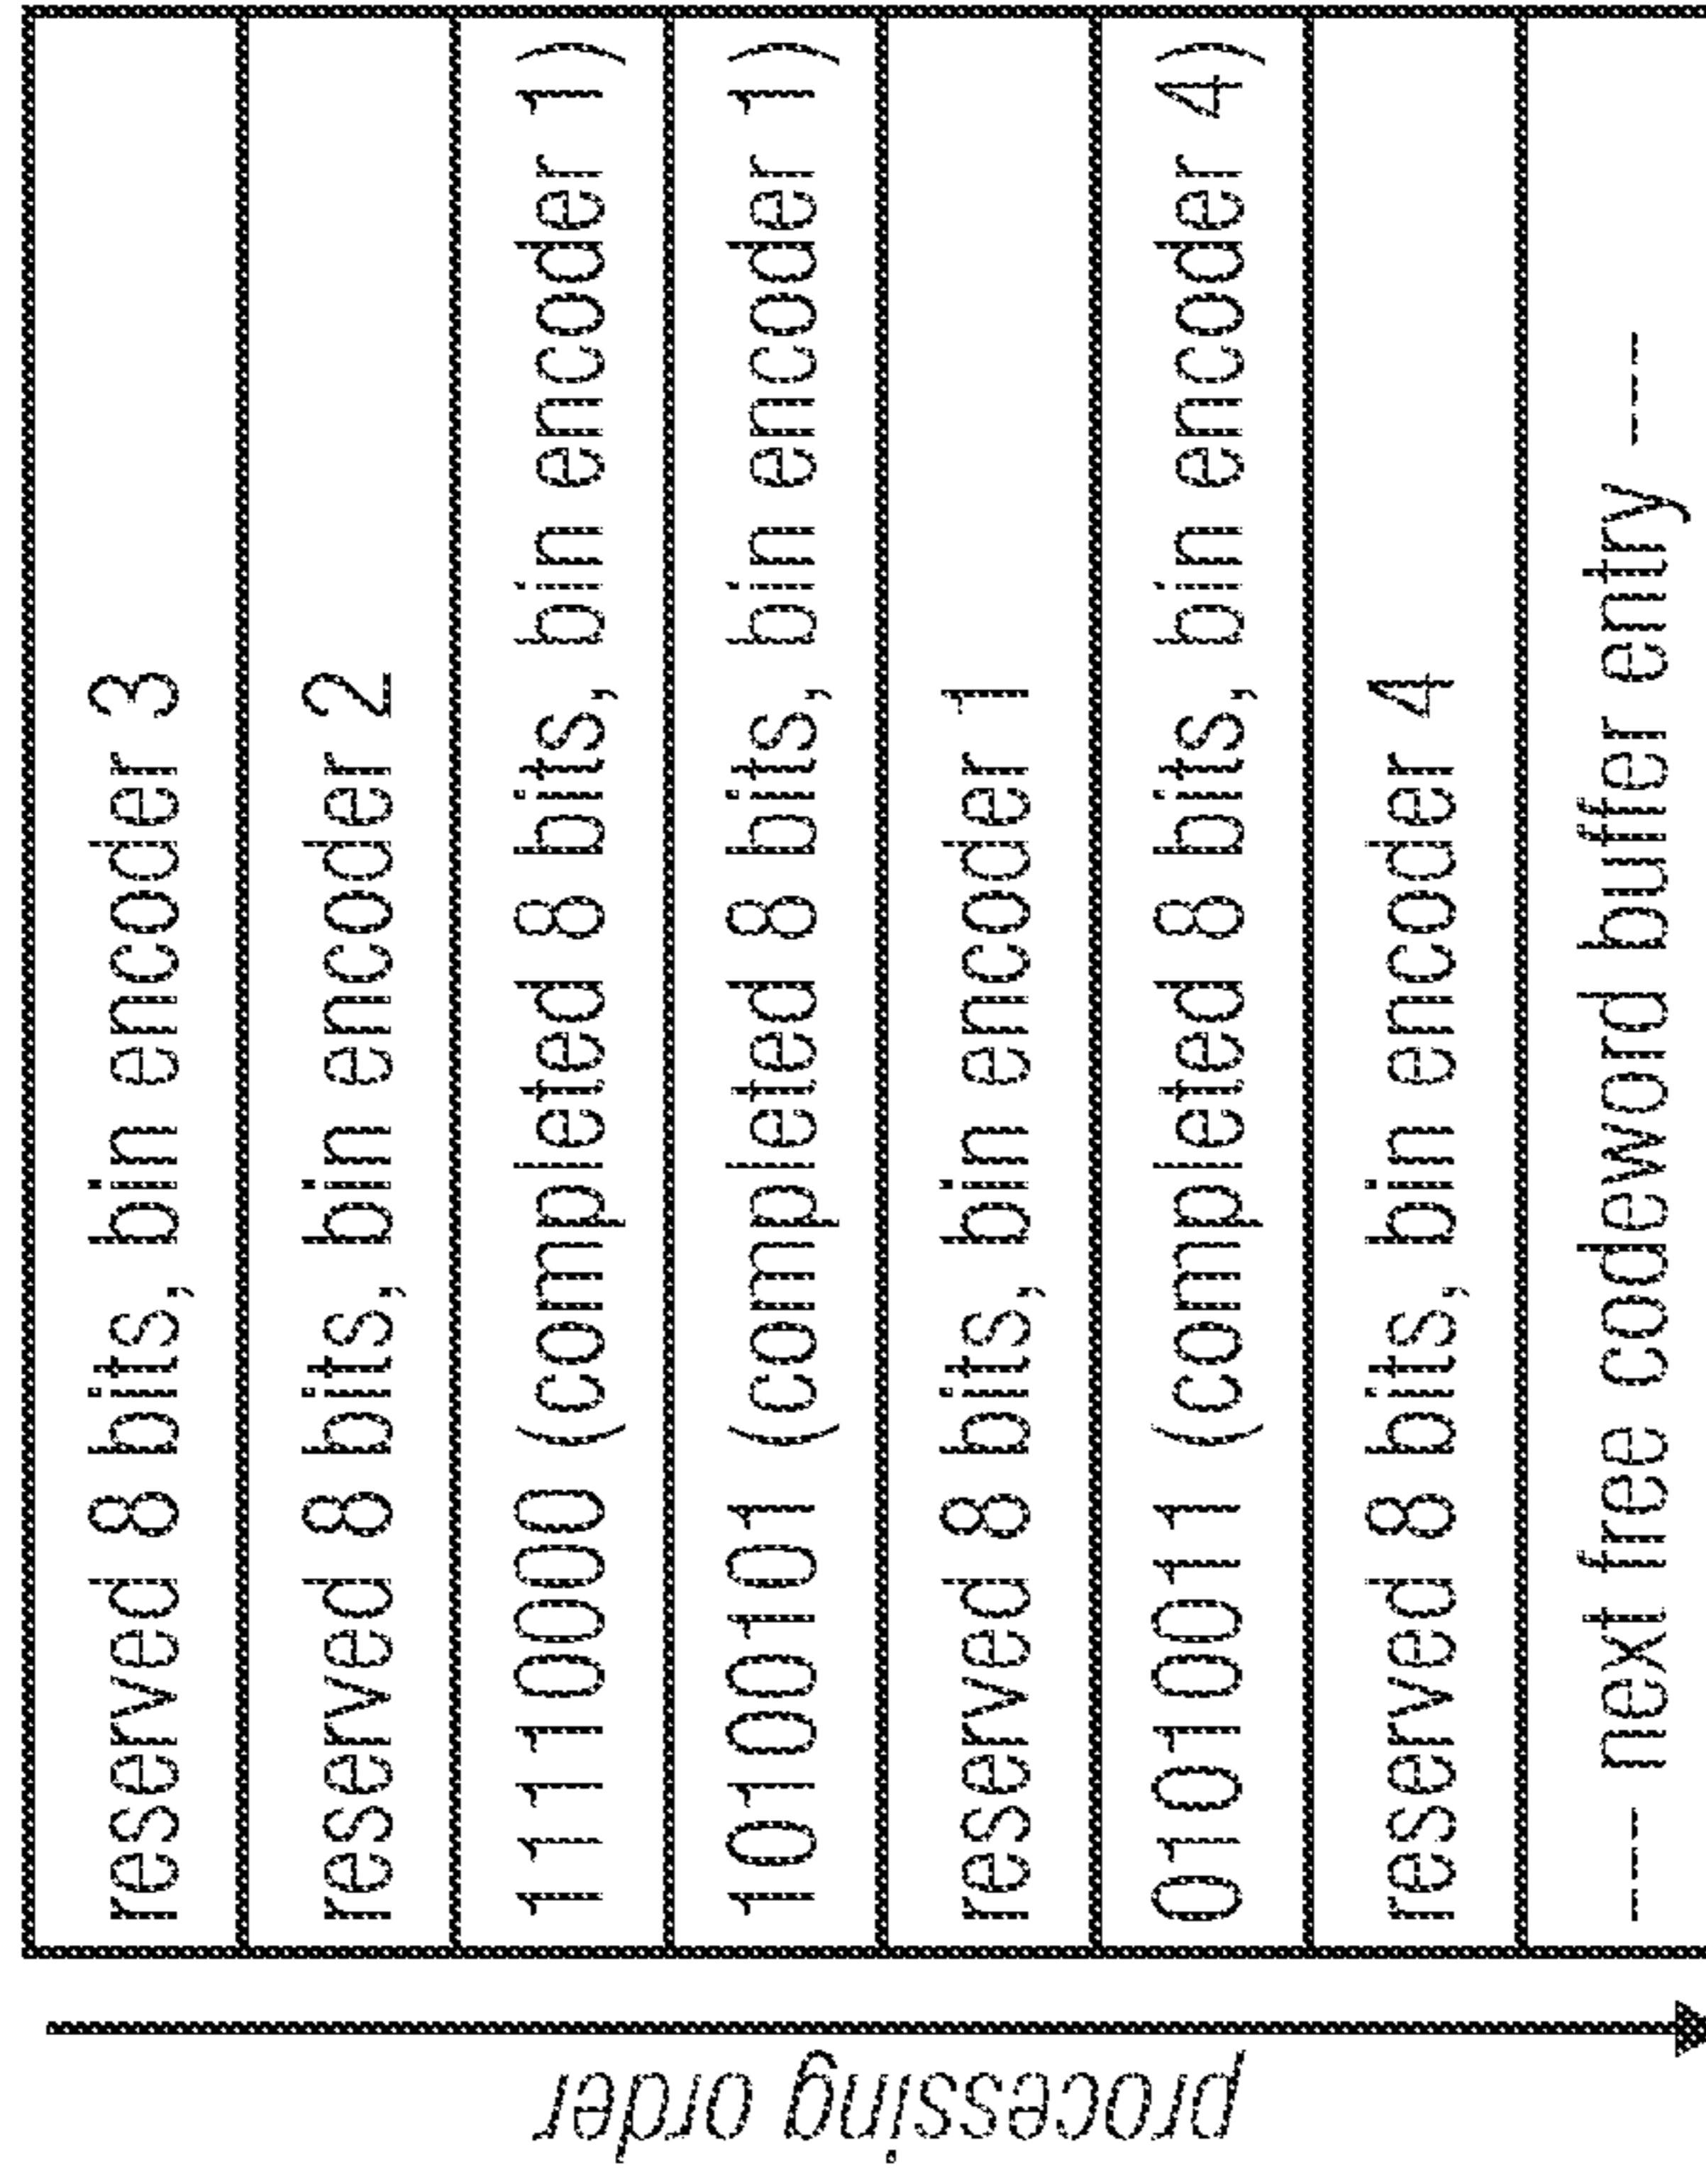 reserved 8 bits, bin encoder 3
reserved 8 bits, bin encoder 2
11110000 (completed 8 bits, bin encoder 1)
10100101 (completed 8 bits, bin encoder 1)
reserved 8 bits, bin encoder 1
01010011 (completed 8 bits, bin encoder 4)
reserved 8 bits, bin encoder 4
--- next free codeword buffer entry ---
processing order